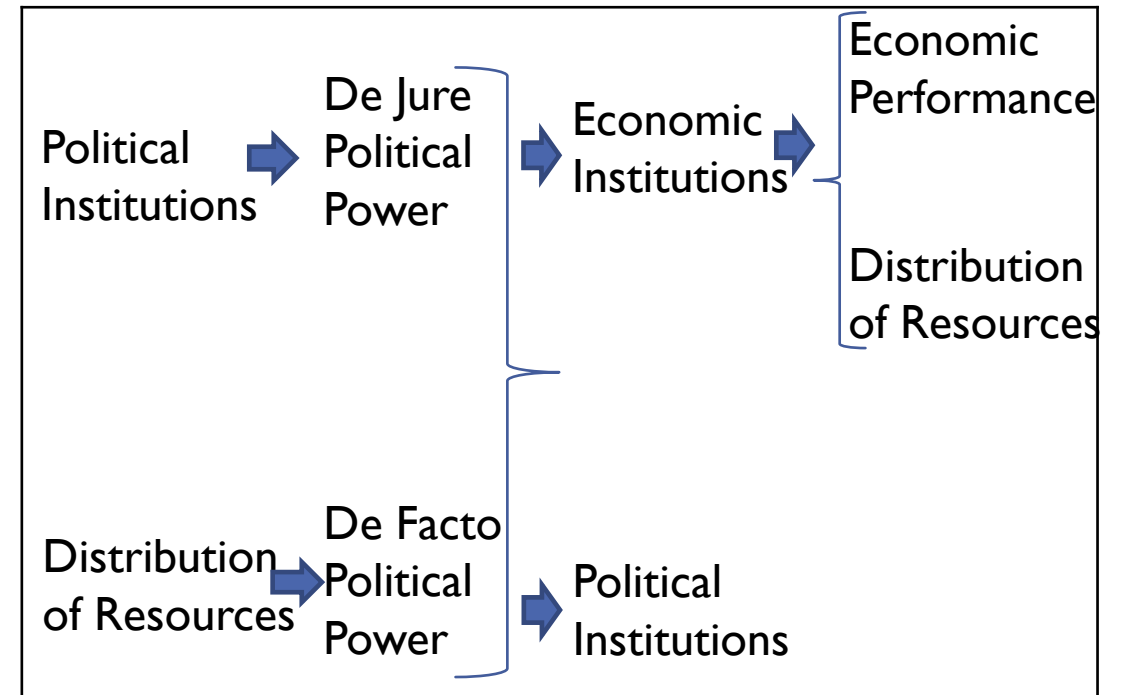 Political
Institutions
De Jure
Political
Power
Economic
Institutions
Economic
Performance
Distribution
of Resources
Distribution
of Resources
De Facto
Political
Power
Political
Institutions